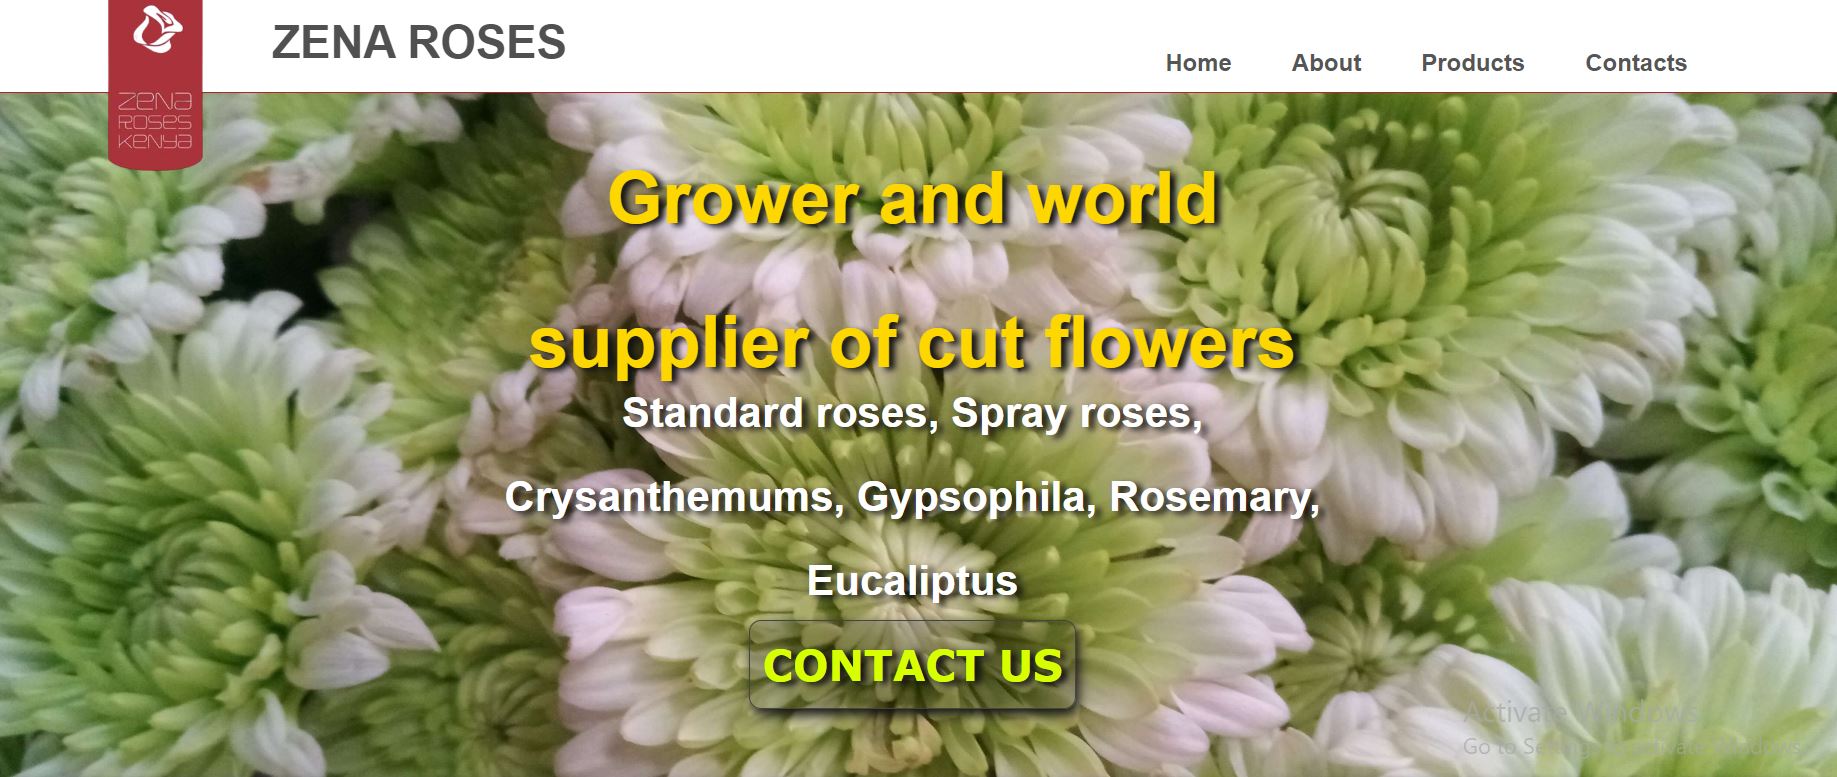 ZENA ROSES
Home About Products Contacts
ZENA
ROSES
KENYA
Grower and world
supplier of cut flowers
Standard roses, Spray roses,
Crysanthemums, Gypsophila, Rosemary,
Eucaliptus
CONTACT US
Activate Windows
Go to Settings to activate Windows.